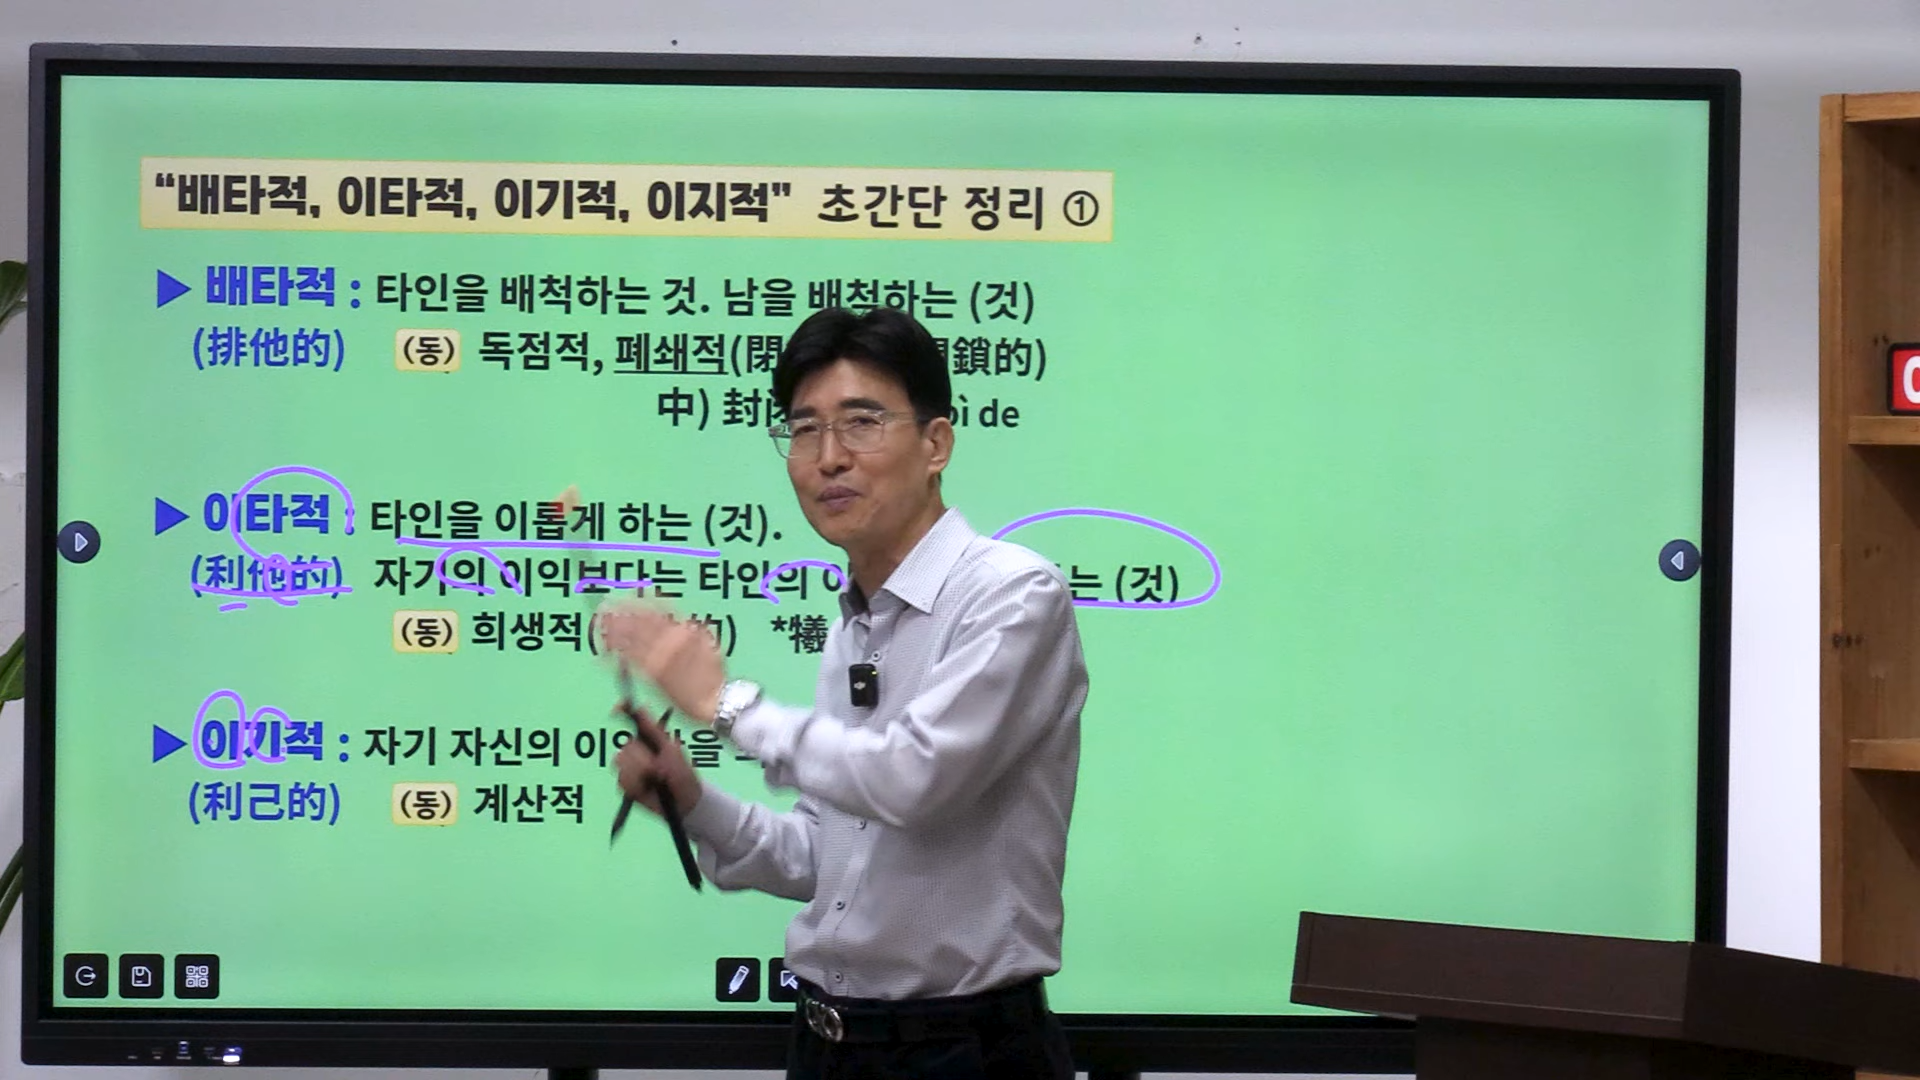 “배타적, 이타적, 이기적, 이지적” 초간단 정리 ①
▶ 배타적 : 타인을 배척하는 것. 남을 배척하는 (것)
(排他的) (동) 독점적, 폐쇄적(閉 鎖的)
中) 封 de
▶ 이타적 : 타인을 이롭게 하는 (것).
(利他的) 자기의 이익보다는 타인의 는 (것)
(동) 희생적( 的) *犧
▶ 이기적 : 자기 자신의
(利己的) (동) 계산적